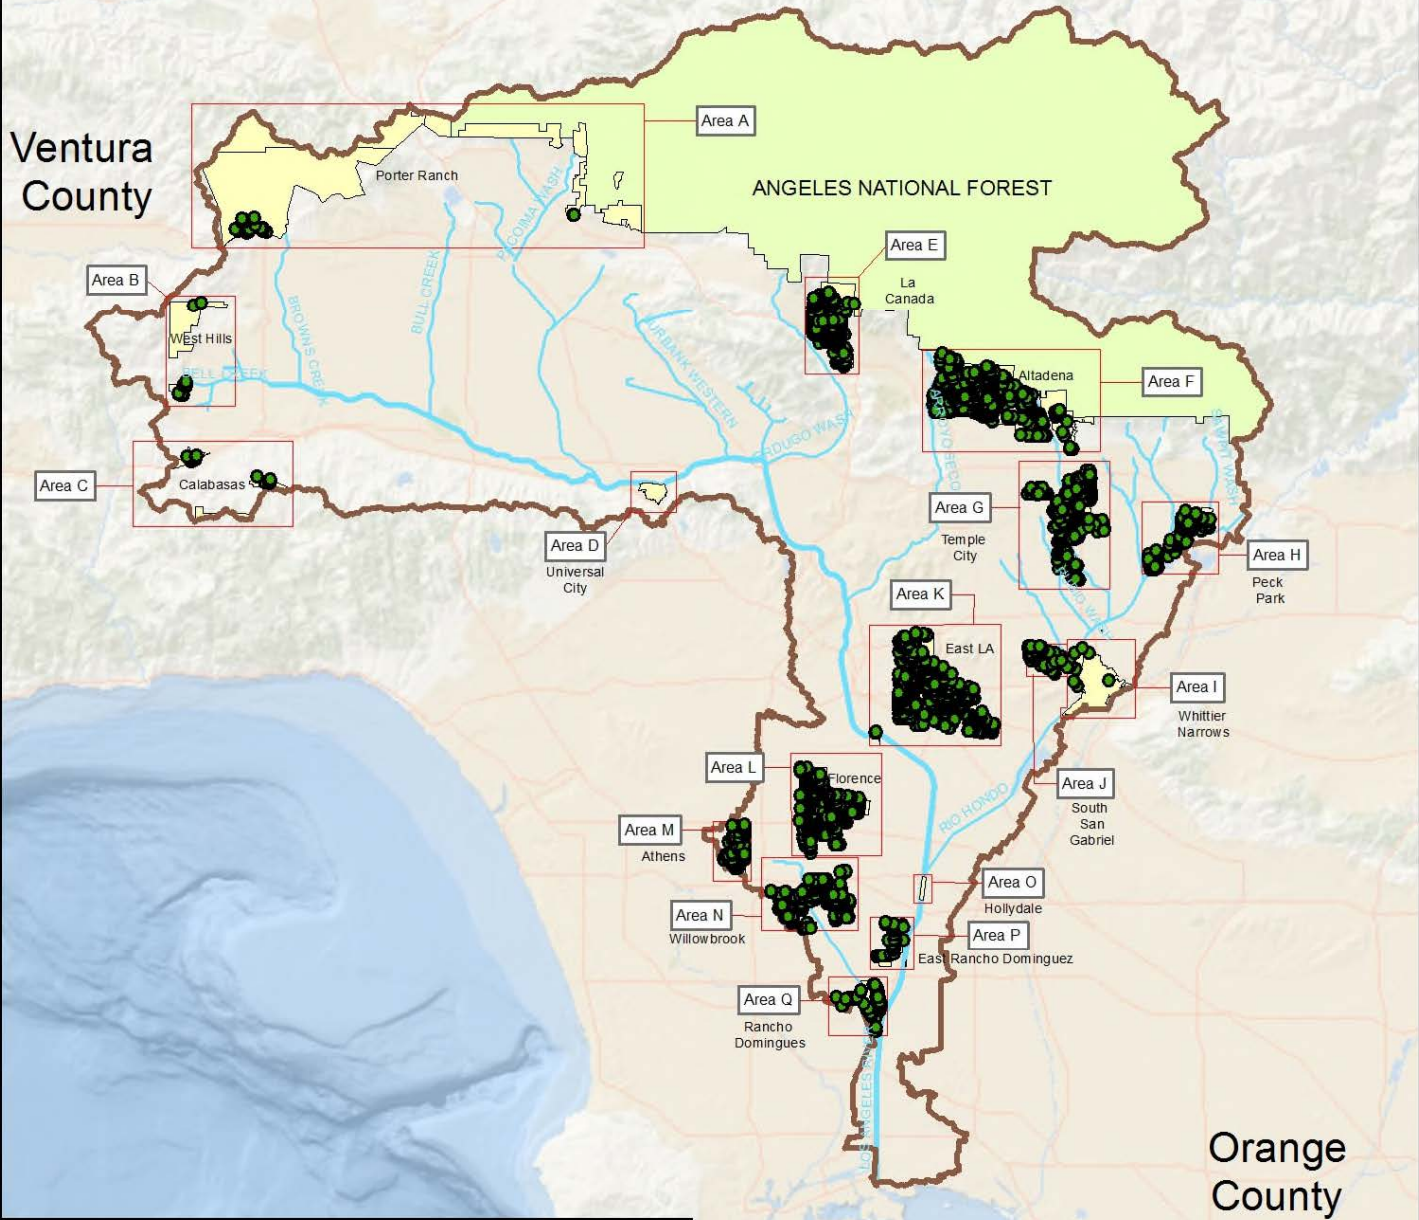 Ventura
County
Area A
Porter Ranch
PACOIMA WASH
ANGELES NATIONAL FOREST
Area E
La
Canada
Area B
West Hills
BELL CREEK
BROWNS CREEK
BULL CREEK
BURBANK WESTERN
VERDUGO WASH
Altadena
Area F
ARROYO SECO
SAWPIT WASH
Area C
Calabasas
Area D
Universal
City
Area G
Temple
City
Area H
Peck
Park
Area K
East LA
Area I
Whittier
Narrows
Area L
Florence
Area J
South
San
Gabriel
RIO HONDO
Area M
Athens
Area O
Hollydale
Area N
Willowbrook
Area P
East Rancho Dominguez
Area Q
Rancho
Domingues
LOS ANGELES RIVER
Orange
County